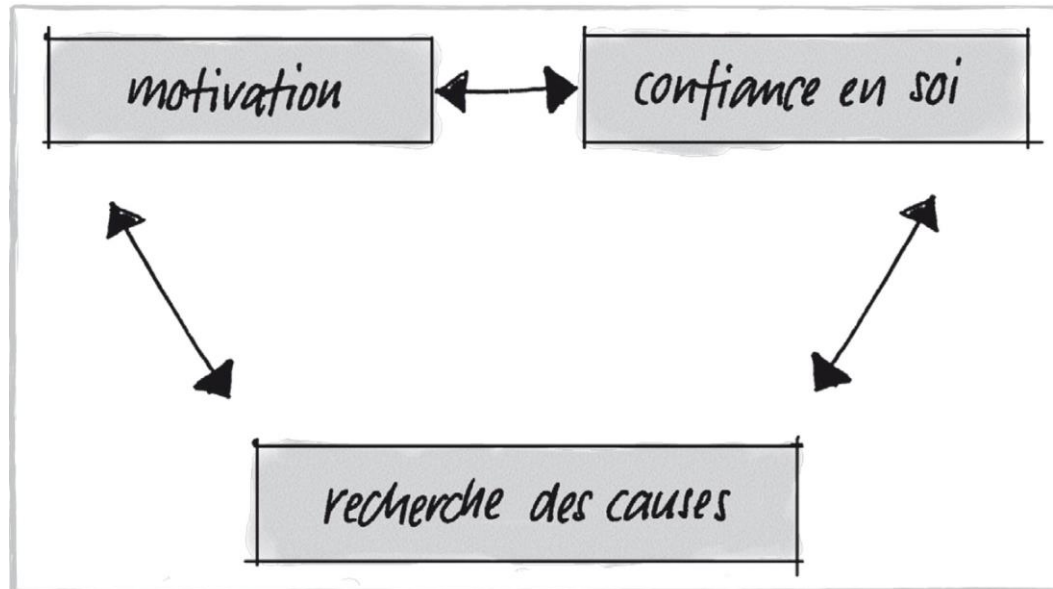 motivation
confiance en soi
recherche des causes